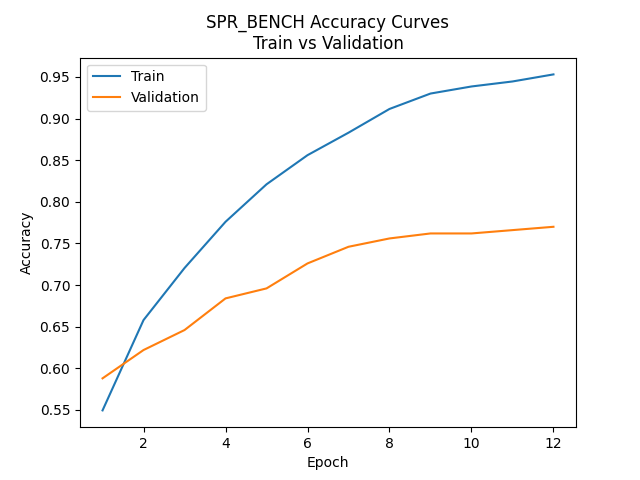 SPR_BENCH Accuracy Curves
Train vs Validation
Train
Validation
Accuracy
0.95
0.90
0.85
0.80
0.75
0.70
0.65
0.60
0.55
2 4 6 8 10 12
Epoch